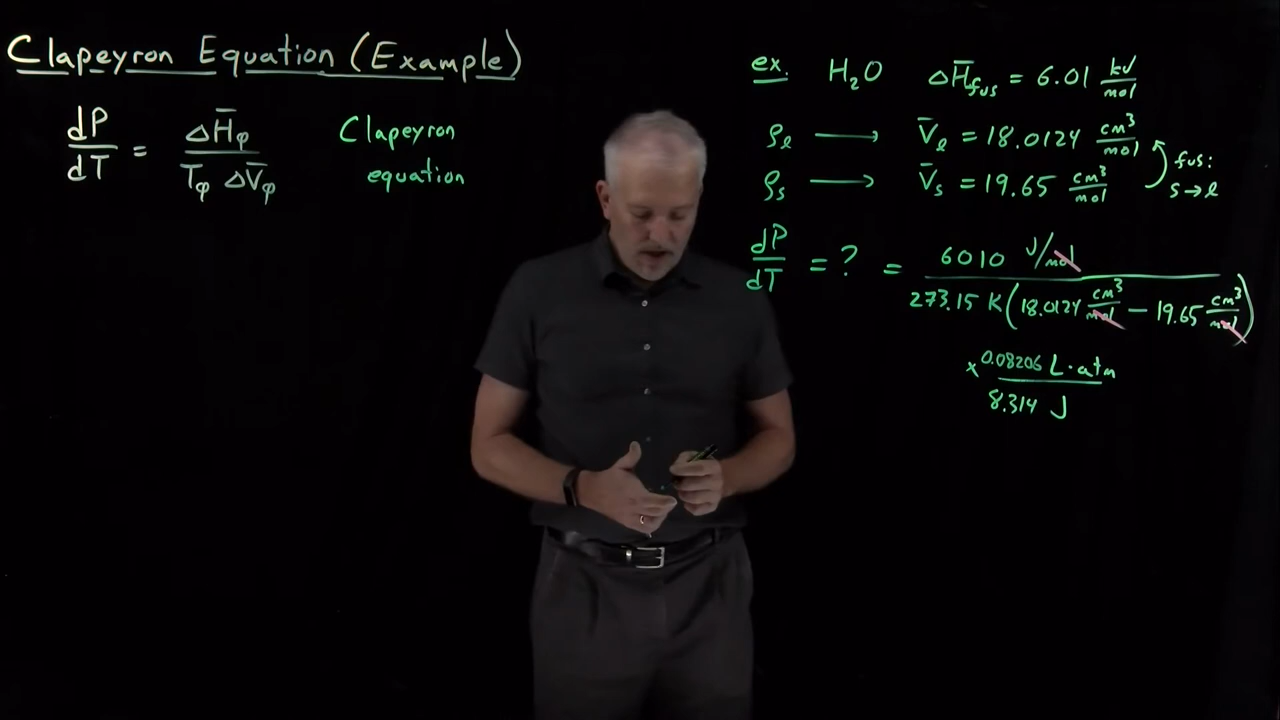 Clapeyron Equation (Example)
dP/dT = ΔH̄φ / Tφ ΔV̄φ
Clapeyron
equation
ex. H₂O ΔH̄fus = 6.01 kJ/mol
ρℓ → V̄ℓ = 18.0124 cm³/mol
ρs → V̄s = 19.65 cm³/mol
fus:
s→ℓ
dP/dT = ? = 6010 J/mol / 273.15 K(18.0124 cm³/mol − 19.65 cm³/mol)
x 0.08206 L·atm / 8.314 J